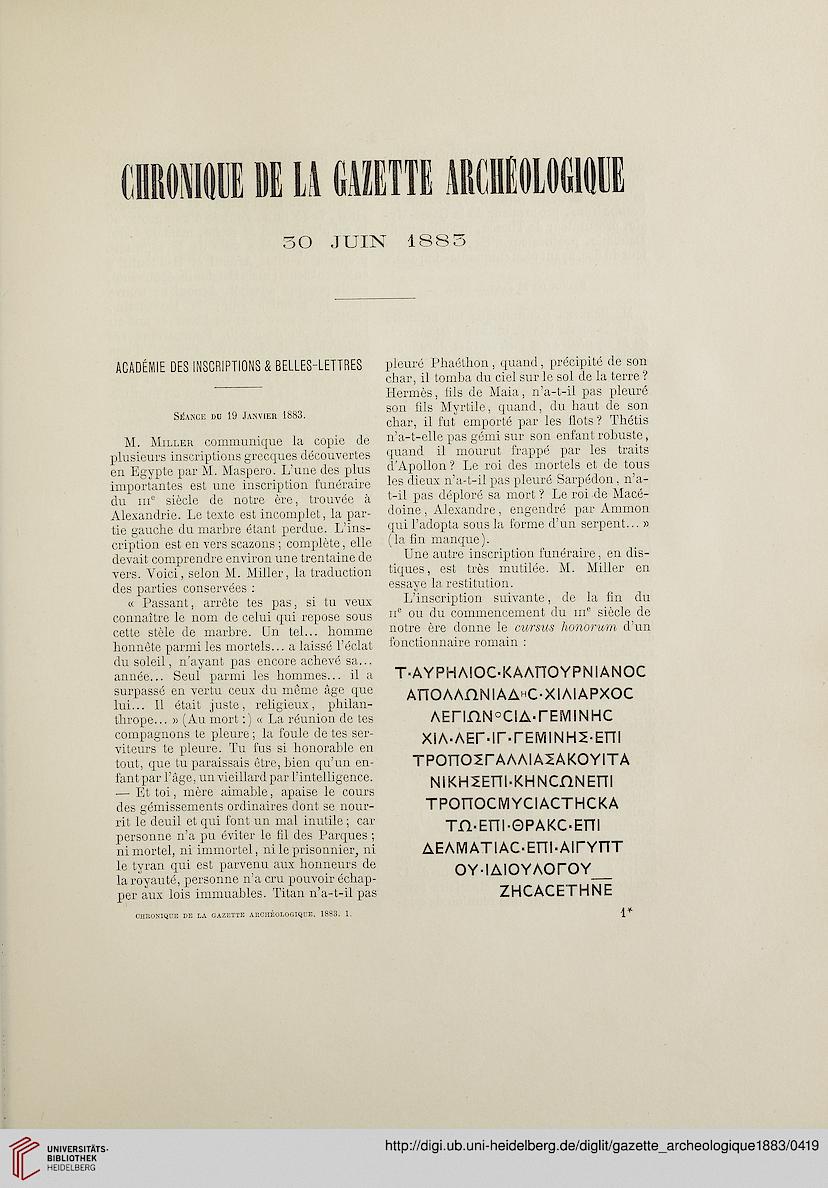 CHRONIQUE DE LA GAZETTE ARCHÉOLOGIQUE
30 JUIN 1883
ACADÉMIE DES INSCRIPTIONS & BELLES-LETTRES
SÉANCE DU 19 JANVIER 1883.
M. MILLER communique la copie de
plusieurs inscriptions grecques découvertes
en Egypte par M. Maspero. L'une des plus
importantes est une inscription funéraire
du IIIe siècle de notre ère, trouvée à
Alexandrie. Le texte est incomplet, la par-
tie gauche du marbre étant perdue. L'ins-
cription est en vers scazons ; complète, elle
devait comprendre environ une trentaine de
vers. Voici, selon M. Miller, la traduction
des parties conservées :
« Passant, arrête tes pas, si tu veux
connaître le nom de celui qui repose sous
cette stèle de marbre. Un tel... homme
honnête parmi les mortels... a laissé l'éclat
du soleil, n'ayant pas encore achevé sa...
année... Seul parmi les hommes... il a
surpassé en vertu ceux du même âge que
lui... Il était juste, religieux, philan-
thrope... » (Au mort :) « La réunion de tes
compagnons te pleure ; la foule de tes ser-
viteurs te pleure. Tu fus si honorable en
tout, que tu paraissais être, bien qu'un en-
fant par l'âge, un vieillard par l'intelligence.
— Et toi, mère aimable, apaise le cours
des gémissements ordinaires dont se nour-
rit le deuil et qui font un mal inutile ; car
personne n'a pu éviter le fil des Parques ;
ni mortel, ni immortel, ni le prisonnier, ni
le tyran qui est parvenu aux honneurs de
la royauté, personne n'a cru pouvoir échap-
per aux lois immuables. Titan n'a-t-il pas
CHRONIQUE DE LA GAZETTE ARCHÉOLOGIQUE. 1883. 1.
pleuré Phaéthon, quand, précipité de son
char, il tomba du ciel sur le sol de la terre ?
Hermès, fils de Maia, n'a-t-il pas pleuré
son fils Myrtile, quand, du haut de son
char, il fut emporté par les flots ? Thétis
n'a-t-elle pas gémi sur son enfant robuste,
quand il mourut frappé par les traits
d'Apollon ? Le roi des mortels et de tous
les dieux n'a-t-il pas pleuré Sarpédon, n'a-
t-il pas déploré sa mort ? Le roi de Macé-
doine, Alexandre, engendré par Ammon
qui l'adopta sous la forme d'un serpent... »
(la fin manque).
Une autre inscription funéraire, en dis-
tiques, est très mutilée. M. Miller en
essaye la restitution.
L'inscription suivante, de la fin du
IIe ou du commencement du IIIe siècle de
notre ère donne le cursus honorum d'un
fonctionnaire romain :
Τ·ΑΥΡΗΛΙΟC·ΚΑΛΠΟΥΡΝΙΑΝΟC
ΑΠΟΛΛΩΝΙΑΔΗC·ΧΙΛΙΑΡΧΟC
ΛΕΓΙΩΝΟCΙΔ·ΓΕΜΙΝΗC
ΧΙΛ·ΛΕΓ·ΙΓ·ΓΕΜΙΝΗΣ·ΕΠΙ
ΤΡΟΠΟΣΓΑΛΛΙΑΣΑΚΟΥΙΤΑ
ΝΙΚΗΣΕΠΙ·ΚΗΝCΩΝΕΠΙ
ΤΡΟΠΟCΜΥCΙΑCΤΗCΚΑ
ΤΩ·ΕΠΙ·ΘΡΑΚC·ΕΠΙ
ΔΕΛΜΑΤΙΑC·ΕΠΙ·ΑΙΓΥΠΤ
ΟΥ·ΙΔΙΟΥΛΟΓΟΥ
ΖΗCΑCΕΤΗΝΕ
1*
UNIVERSITÄTS-
BIBLIOTHEK
HEIDELBERG
http://digi.ub.uni-heidelberg.de/diglit/gazette_archeologique1883/0419